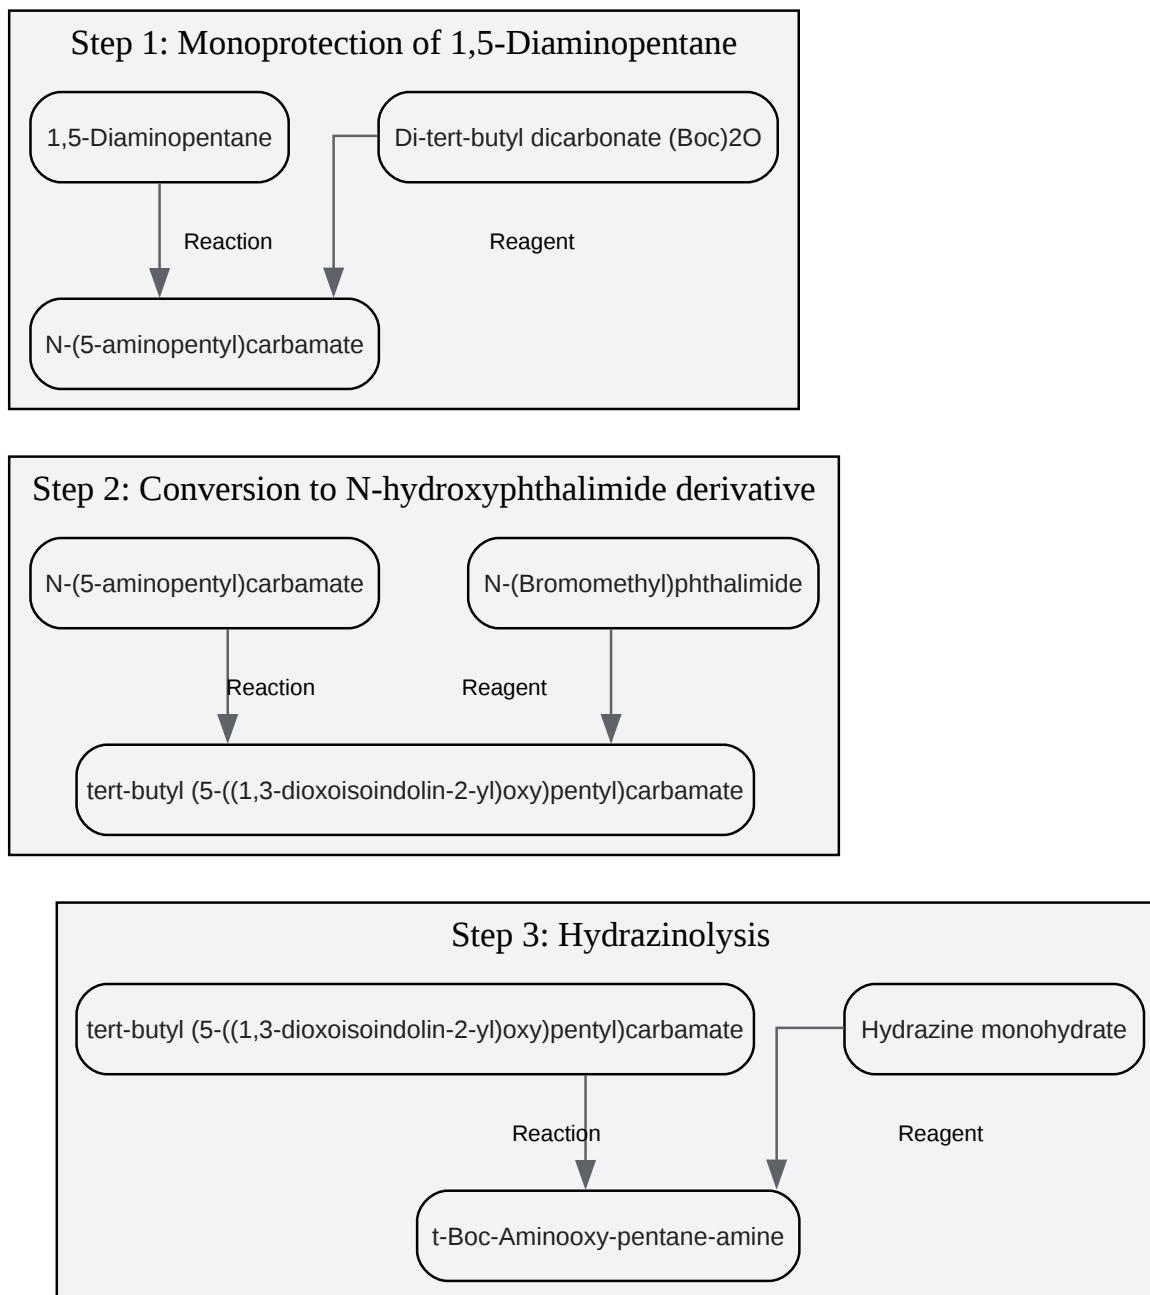 Step 1: Monoprotection of 1,5-Diaminopentane
1,5-Diaminopentane
Di-tert-butyl dicarbonate (Boc)2O
Reaction
Reagent
N-(5-aminopentyl)carbamate
Step 2: Conversion to N-hydroxyphthalimide derivative
N-(5-aminopentyl)carbamate
N-(Bromomethyl)phthalimide
Reaction
Reagent
tert-butyl (5-((1,3-dioxoisoindolin-2-yl)oxy)pentyl)carbamate
Step 3: Hydrazinolysis
tert-butyl (5-((1,3-dioxoisoindolin-2-yl)oxy)pentyl)carbamate
Hydrazine monohydrate
Reaction
Reagent
t-Boc-Aminooxy-pentane-amine